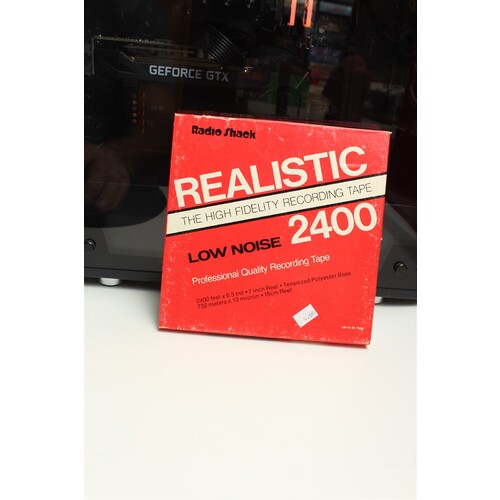 GEFORCE GTX
Radio Shack
REALISTIC
THE HIGH FIDELITY RECORDING TAPE
LOW NOISE 2400
Professional Quality Recording Tape
2400 feet x 0.5 mil • 7 inch Reel • Tensilized Polyester Base
732 meters x 13 micron • 18cm Reel